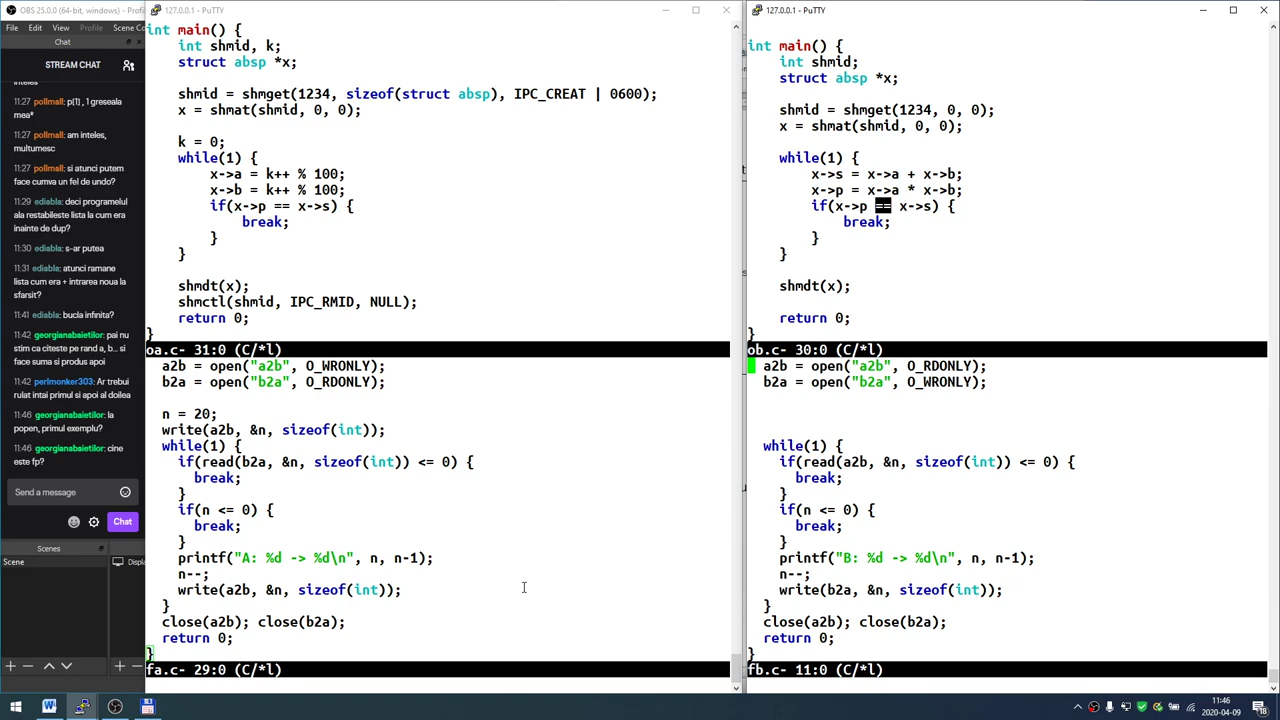 OBS 25.0.0 (64-bit, windows) - Profi
File Edit View Profile Scene Co
Chat
STREAM CHAT
inteles
11:27 pollmall: p[1] , 1 greseala
mea*
11:27 pollmall: am inteles,
multumesc
11:27 pollmall: si atunci putem
face cumva un fel de undo?
11:29 ediabla: deci programelul
ala restabileste lista la cum era
inainte de dup?
11:30 ediabla: s-ar putea
11:31 ediabla: atunci ramane
lista cum era + intrarea noua la
sfarsit?
11:41 ediabla: bucla infinita?
11:42 georgianabaietilor: pai nu
stim ca citeste pe rand a, b... si
face suma si produs apoi
11:42 perlmonker303: Ar trebui
rulat intai primul si apoi al doilea
11:46 georgianabaietilor: la
popen, primul exemplu?
11:46 georgianabaietilor: cine
este fp?
Send a message
Chat
Scenes
Scene
Displa
127.0.0.1 - PuTTY
int main() {
int shmid, k;
struct absp *x;
shmid = shmget(1234, sizeof(struct absp), IPC_CREAT | 0600);
x = shmat(shmid, 0, 0);
k = 0;
while(1) {
x->a = k++ % 100;
x->b = k++ % 100;
if(x->p == x->s) {
break;
}
}
shmdt(x);
shmctl(shmid, IPC_RMID, NULL);
return 0;
}
oa.c- 31:0 (C/*l)
a2b = open("a2b", O_WRONLY);
b2a = open("b2a", O_RDONLY);
n = 20;
write(a2b, &n, sizeof(int));
while(1) {
if(read(b2a, &n, sizeof(int)) <= 0) {
break;
}
if(n <= 0) {
break;
}
printf("A: %d -> %d\n", n, n-1);
n--;
write(a2b, &n, sizeof(int));
}
close(a2b); close(b2a);
return 0;
}
fa.c- 29:0 (C/*l)
127.0.0.1 - PuTTY
int main() {
int shmid;
struct absp *x;
shmid = shmget(1234, 0, 0);
x = shmat(shmid, 0, 0);
while(1) {
x->s = x->a + x->b;
x->p = x->a * x->b;
if(x->p == x->s) {
break;
}
}
shmdt(x);
return 0;
}
ob.c- 30:0 (C/*l)
a2b = open("a2b", O_RDONLY);
b2a = open("b2a", O_WRONLY);
while(1) {
if(read(a2b, &n, sizeof(int)) <= 0) {
break;
}
if(n <= 0) {
break;
}
printf("B: %d -> %d\n", n, n-1);
n--;
write(b2a, &n, sizeof(int));
}
close(a2b); close(b2a);
return 0;
}
fb.c- 11:0 (C/*l)
11:46
2020-04-09
18